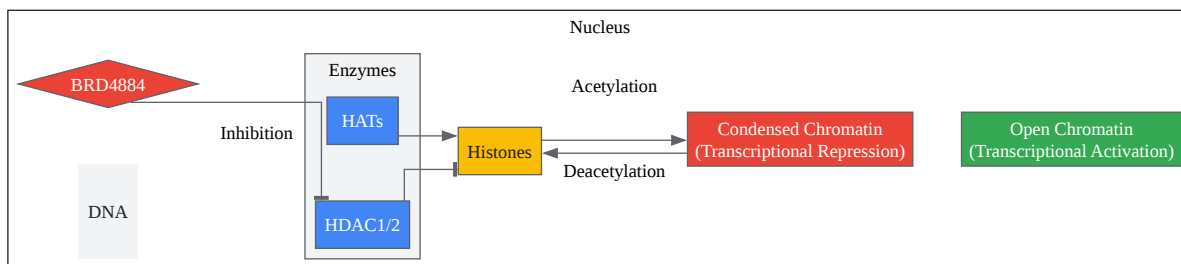 Nucleus
BRD4884
Enzymes
HATs
Inhibition
HDAC1/2
DNA
Histones
Acetylation
Deacetylation
Condensed Chromatin
(Transcriptional Repression)
Open Chromatin
(Transcriptional Activation)